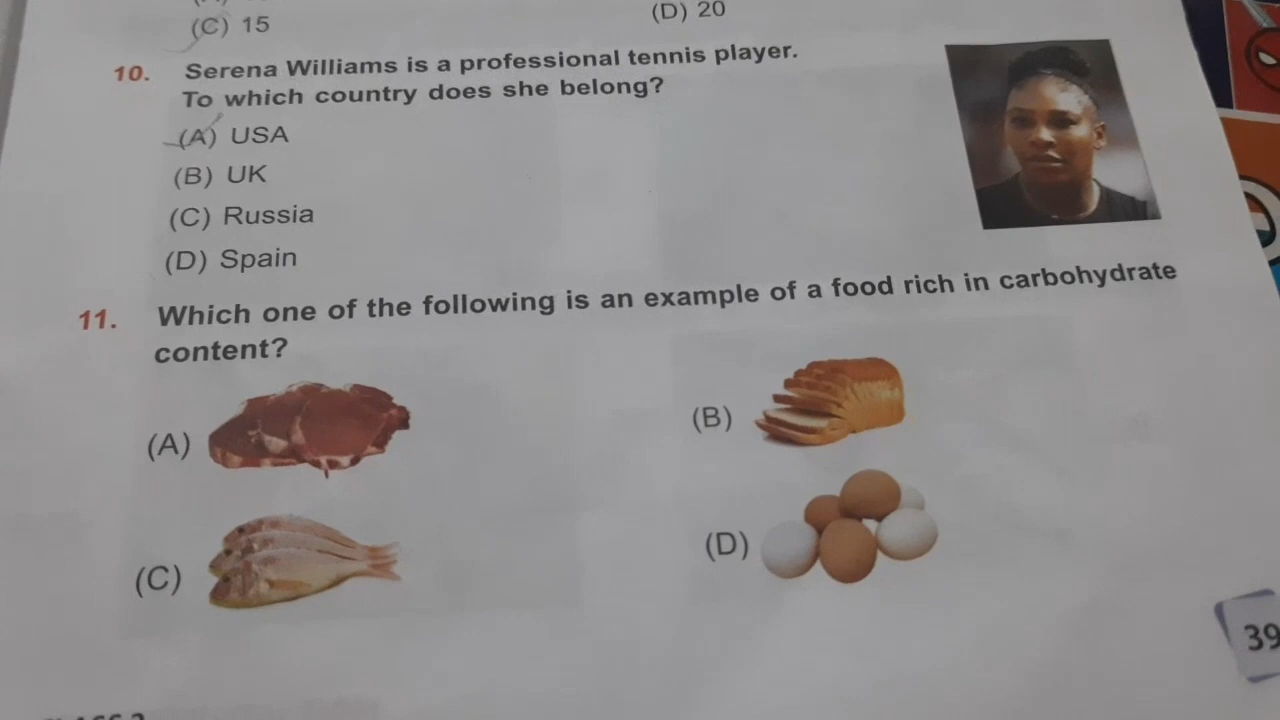 (C) 15
(D) 20
10. Serena Williams is a professional tennis player.
To which country does she belong?
(A) USA
(B) UK
(C) Russia
(D) Spain
11. Which one of the following is an example of a food rich in carbohydrate
content?
(A)
(B)
(C)
(D)
39